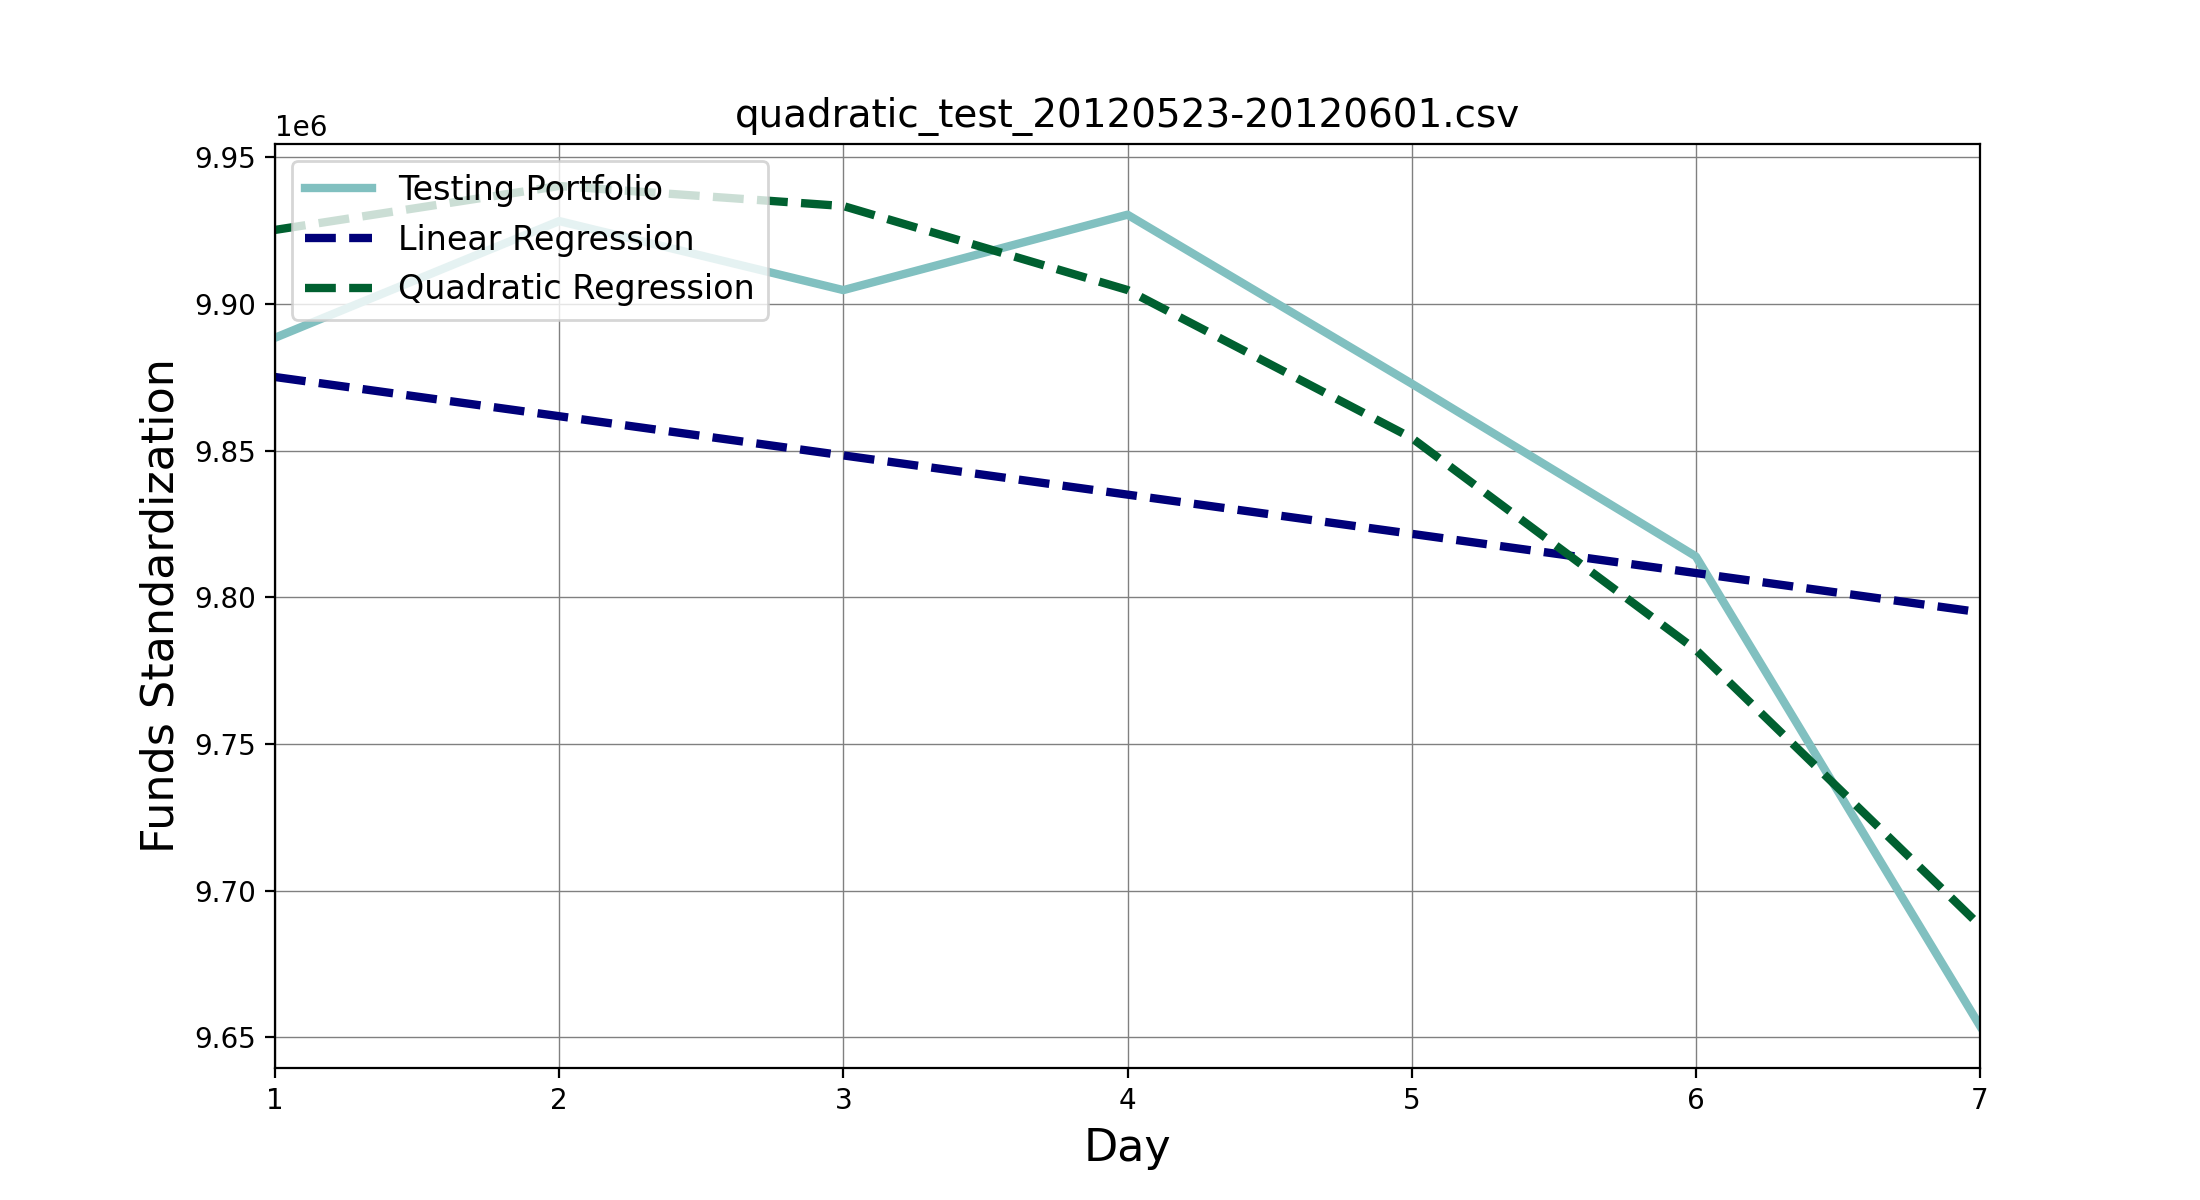 quadratic_test_20120523-20120601.csv
1e6
9.95
9.90
9.85
9.80
9.75
9.70
9.65
Funds Standardization
Testing Portfolio
Linear Regression
Quadratic Regression
1 2 3 4 5 6 7
Day